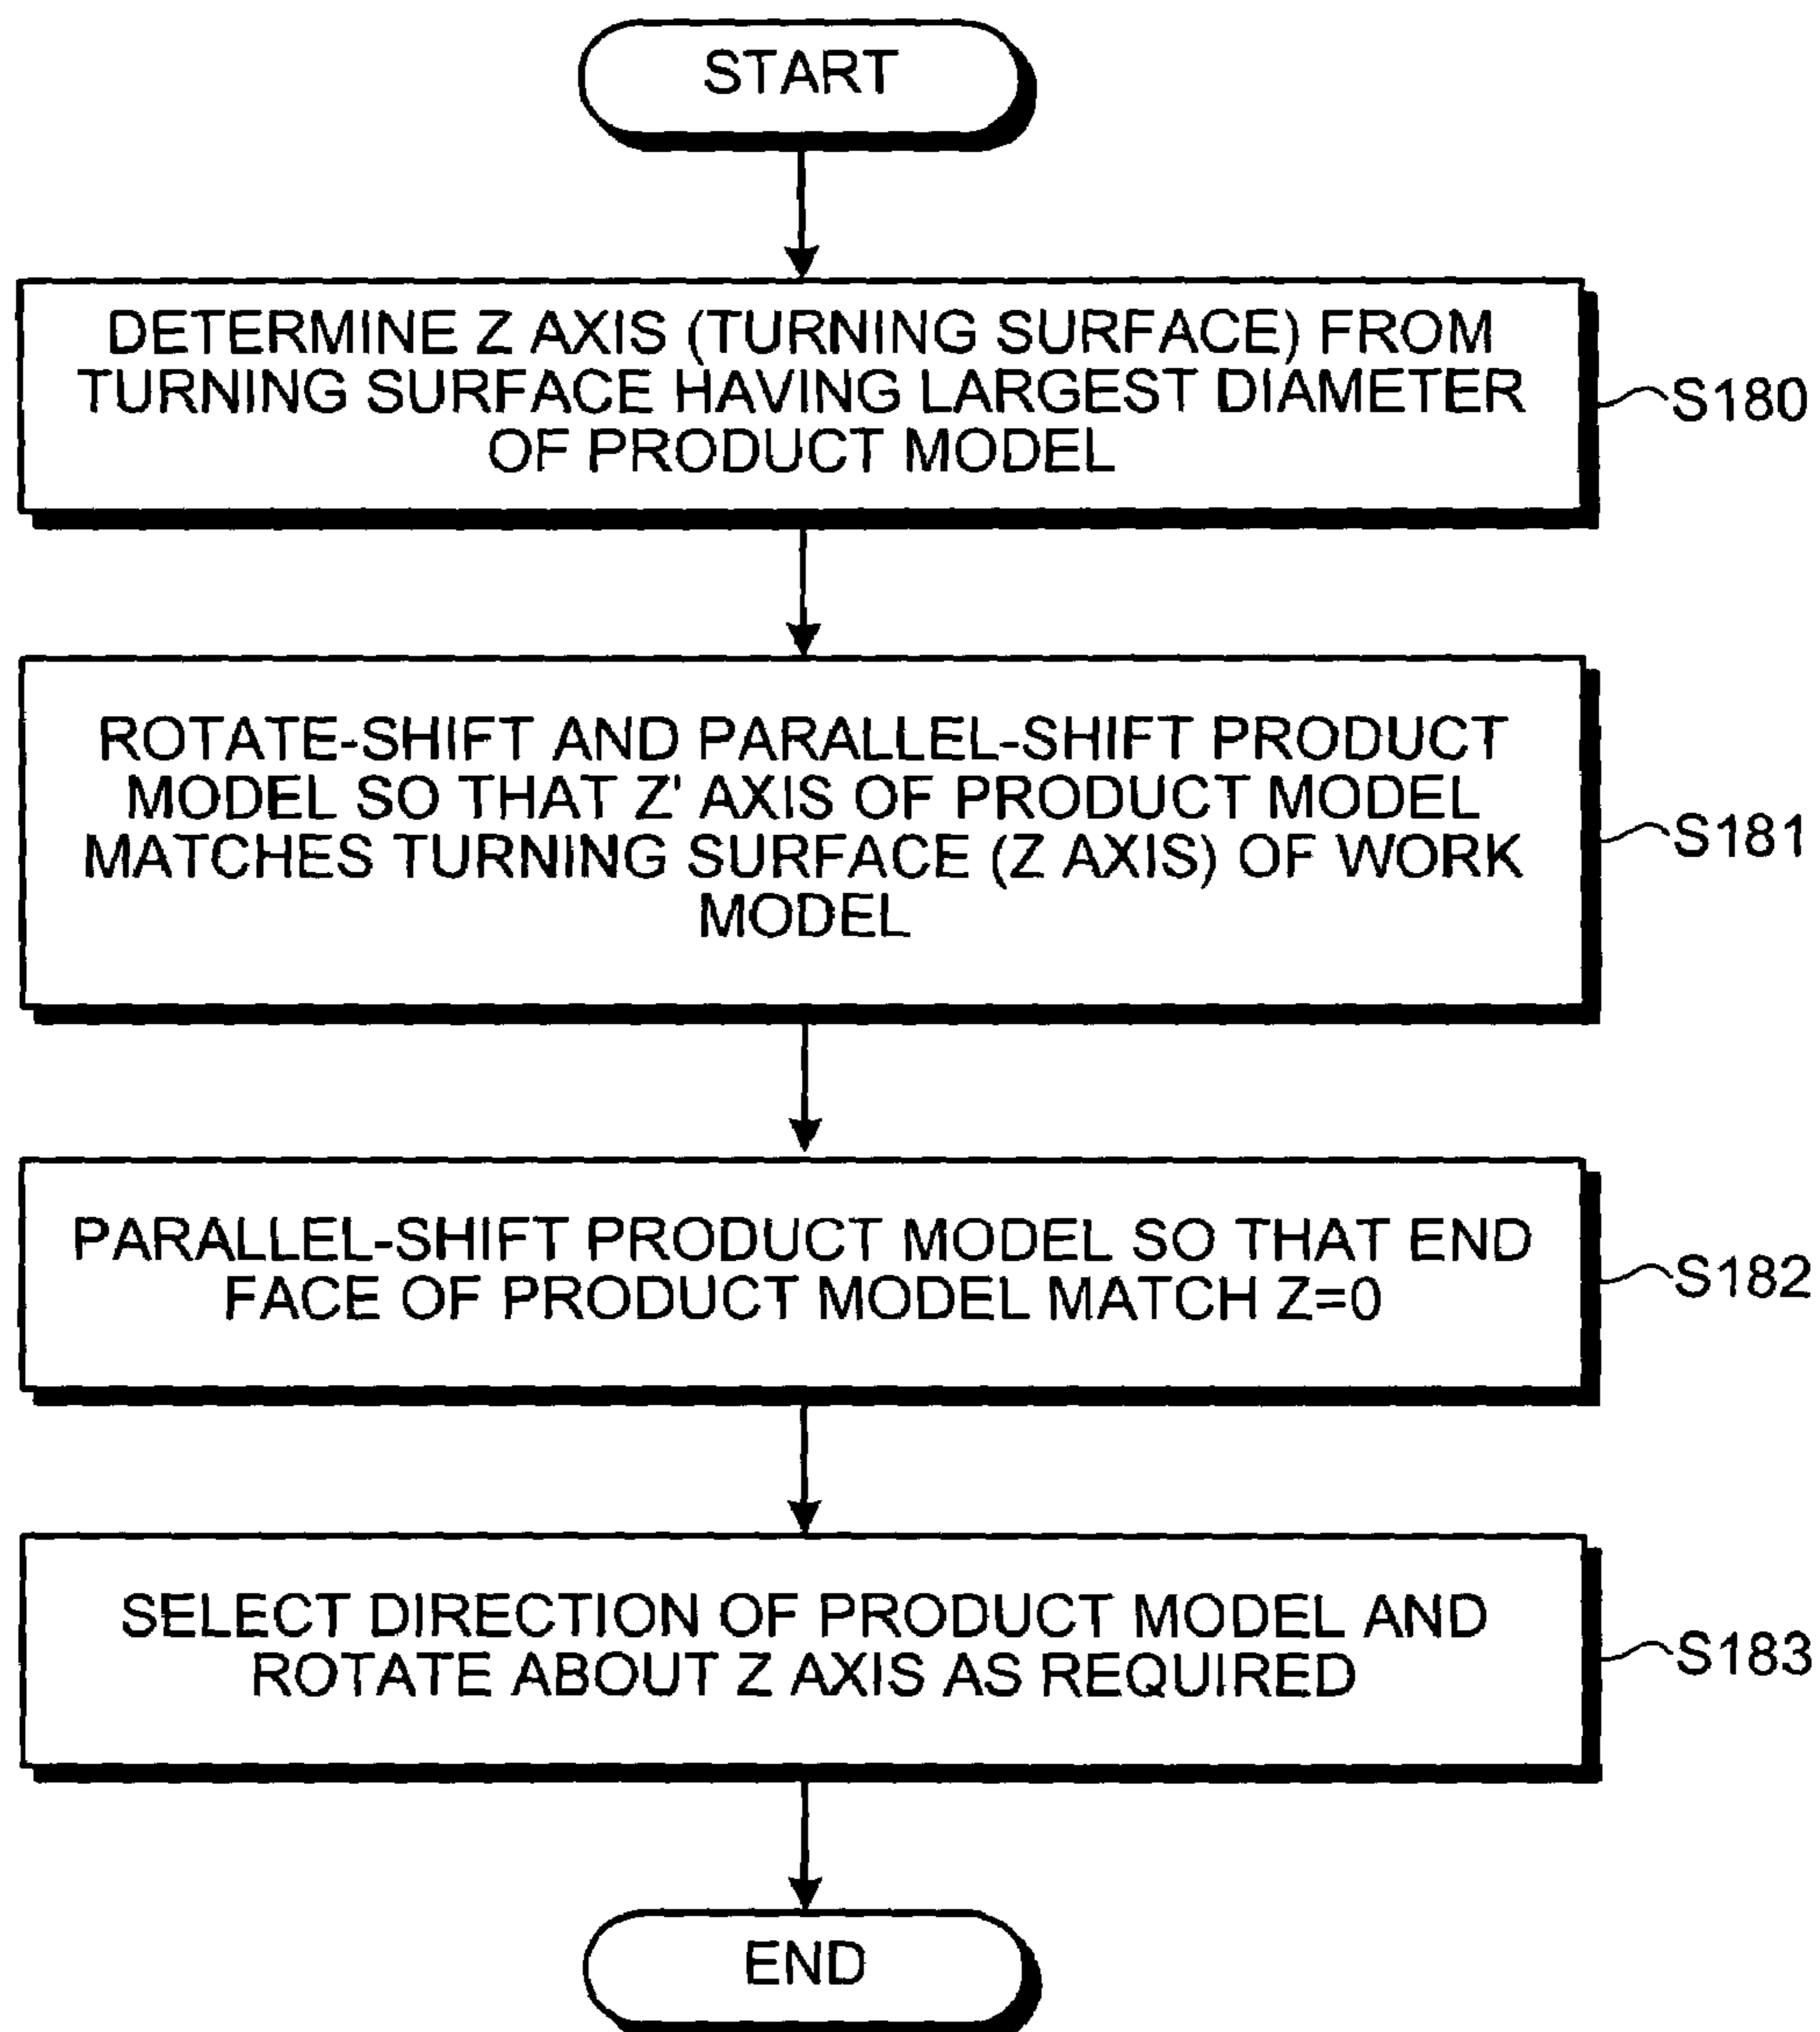 START
DETERMINE Z AXIS (TURNING SURFACE) FROM
TURNING SURFACE HAVING LARGEST DIAMETER
OF PRODUCT MODEL
S180
ROTATE-SHIFT AND PARALLEL-SHIFT PRODUCT
MODEL SO THAT Z' AXIS OF PRODUCT MODEL
MATCHES TURNING SURFACE (Z AXIS) OF WORK
MODEL
S181
PARALLEL-SHIFT PRODUCT MODEL SO THAT END
FACE OF PRODUCT MODEL MATCH Z=0
S182
SELECT DIRECTION OF PRODUCT MODEL AND
ROTATE ABOUT Z AXIS AS REQUIRED
S183
END